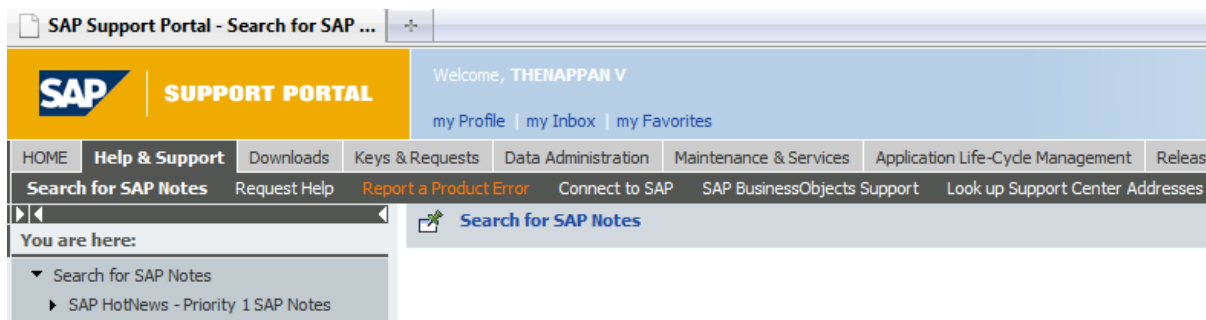 SAP Support Portal - Search for SAP ...
SAP SUPPORT PORTAL
Welcome, THENAPPAN V
my Profile | my Inbox | my Favorites
HOME Help & Support Downloads Keys & Requests Data Administration Maintenance & Services Application Life-Cycle Management Releas
Search for SAP Notes Request Help Report a Product Error Connect to SAP SAP BusinessObjects Support Look up Support Center Addresses
Search for SAP Notes
You are here:
Search for SAP Notes
SAP HotNews - Priority 1 SAP Notes